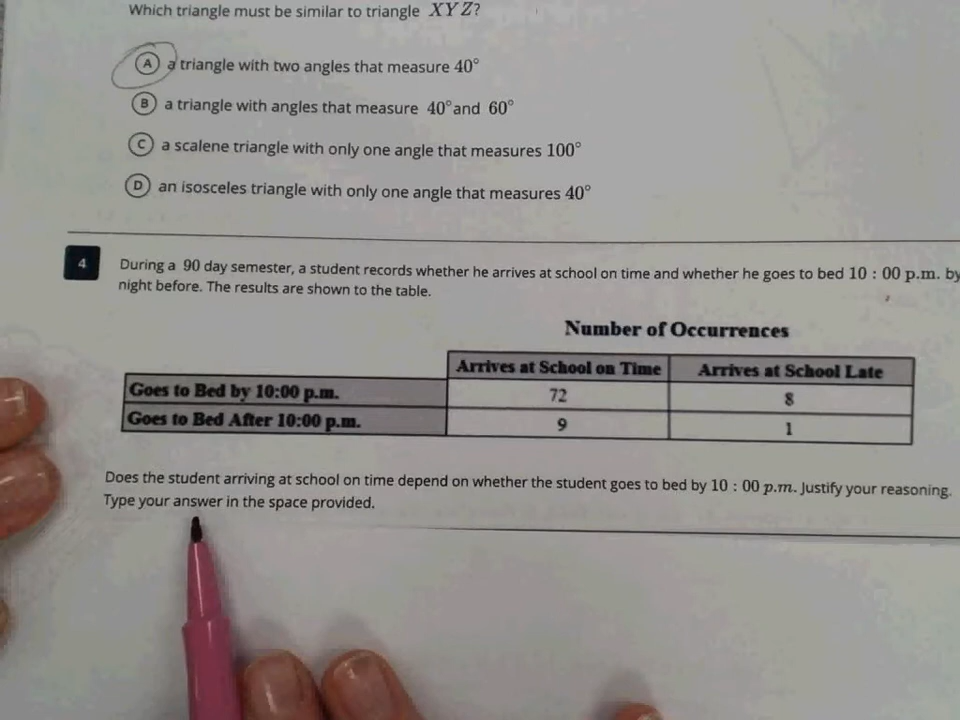 Which triangle must be similar to triangle XYZ?
A a triangle with two angles that measure 40°
B a triangle with angles that measure 40° and 60°
C a scalene triangle with only one angle that measures 100°
D an isosceles triangle with only one angle that measures 40°
4 During a 90 day semester, a student records whether he arrives at school on time and whether he goes to bed 10 : 00 p.m. by
night before. The results are shown to the table.
Number of Occurrences
Arrives at School on Time Arrives at School Late
Goes to Bed by 10:00 p.m. 72 8
Goes to Bed After 10:00 p.m. 9 1
Does the student arriving at school on time depend on whether the student goes to bed by 10 : 00 p.m. Justify your reasoning.
Type your answer in the space provided.